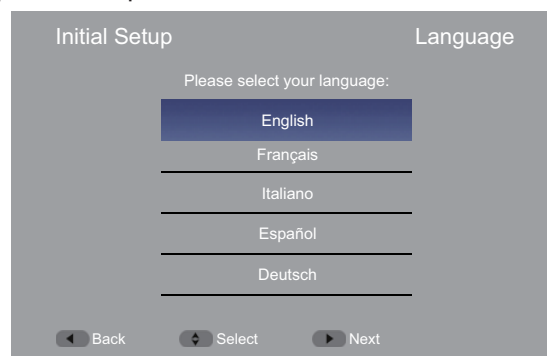 Initial Setup Language
Please select your language:
English
Français
Italiano
Español
Deutsch
Back Select Next